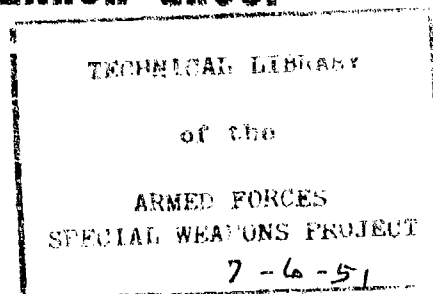 TECHNICAL LIBRARY
of the
ARMED FORCES
SPECIAL WEAPONS PROJECT
7-6-51